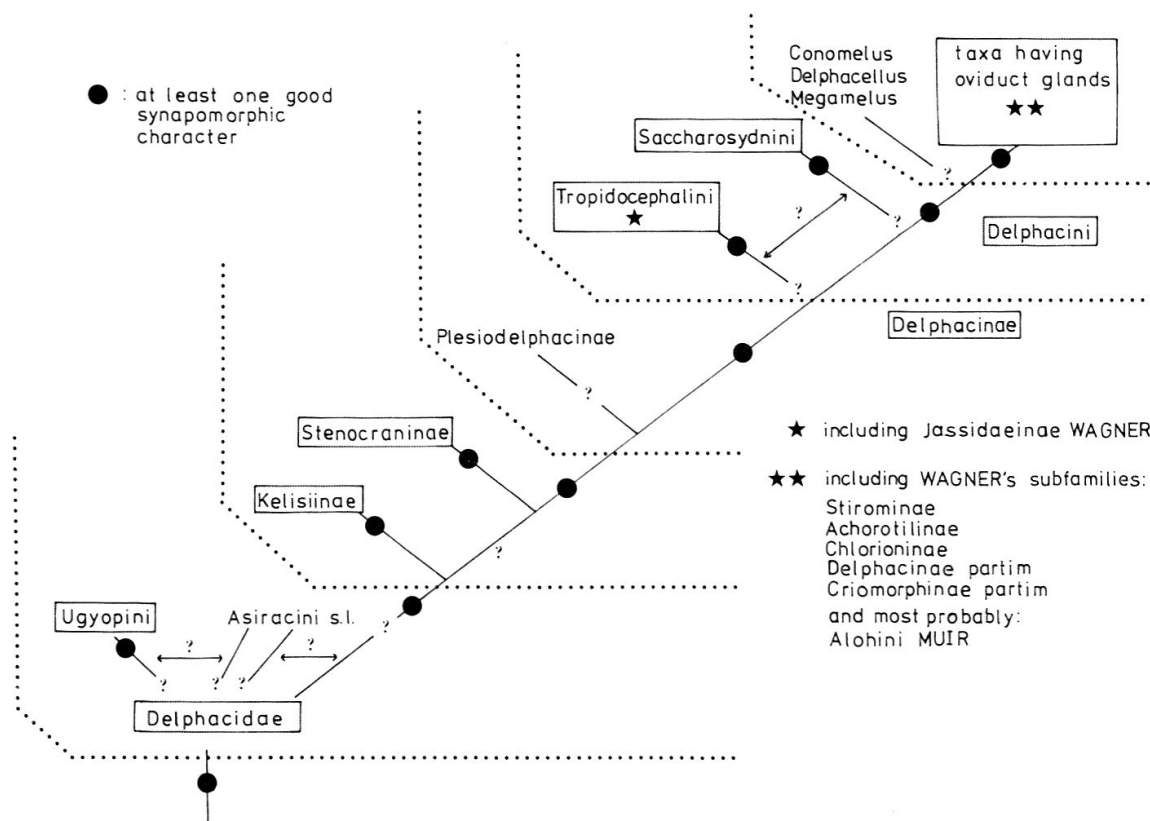 ● : at least one good
synapomorphic
character
Conomelus
Delphacellus
Megamelus
taxa having
oviduct glands
★★
Saccharosydnini
?
?
Tropidocephalini
★
?
?
Delphacini
Delphacinae
Plesiodelphacinae
?
Stenocraninae
Kelisiinae
?
★ including Jassidaeinae WAGNER
★★ including WAGNER's subfamilies:
Stirominae
Achorotilinae
Chlorioninae
Delphacinae partim
Criomorphinae partim
and most probably:
Alohini MUIR
Ugyopini
Asiracini s.l.
?
?
?
?
?
?
Delphacidae